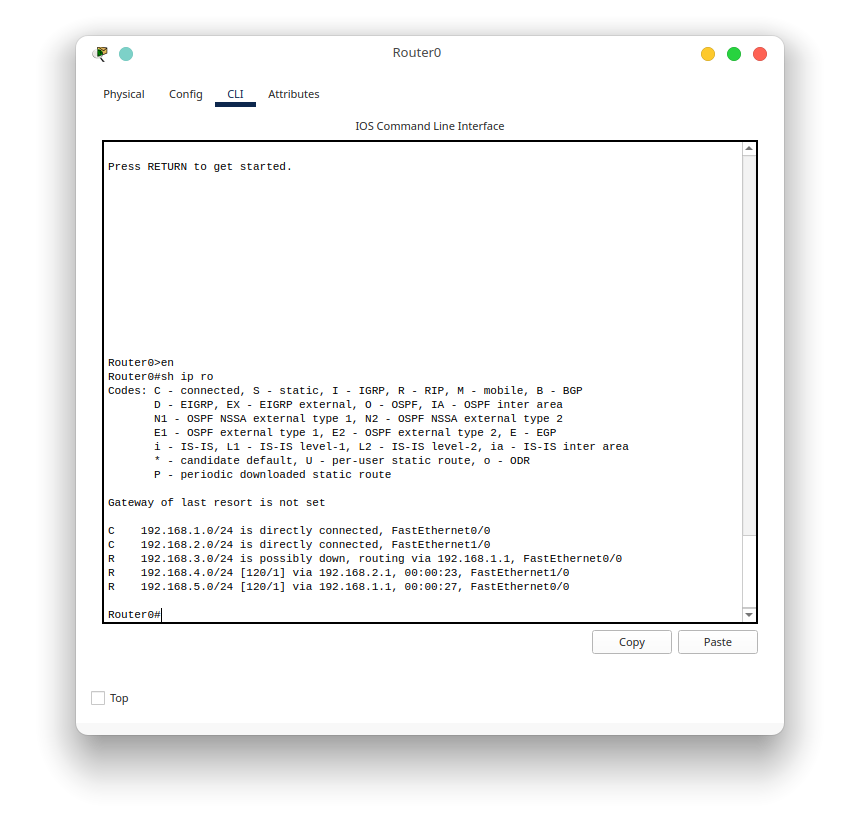 Router0
Physical Config CLI Attributes
IOS Command Line Interface
Press RETURN to get started.
Router0>en
Router0#sh ip ro
Codes: C - connected, S - static, I - IGRP, R - RIP, M - mobile, B - BGP
       D - EIGRP, EX - EIGRP external, O - OSPF, IA - OSPF inter area
       N1 - OSPF NSSA external type 1, N2 - OSPF NSSA external type 2
       E1 - OSPF external type 1, E2 - OSPF external type 2, E - EGP
       i - IS-IS, L1 - IS-IS level-1, L2 - IS-IS level-2, ia - IS-IS inter area
       * - candidate default, U - per-user static route, o - ODR
       P - periodic downloaded static route
Gateway of last resort is not set
C    192.168.1.0/24 is directly connected, FastEthernet0/0
C    192.168.2.0/24 is directly connected, FastEthernet1/0
R    192.168.3.0/24 is possibly down, routing via 192.168.1.1, FastEthernet0/0
R    192.168.4.0/24 [120/1] via 192.168.2.1, 00:00:23, FastEthernet1/0
R    192.168.5.0/24 [120/1] via 192.168.1.1, 00:00:27, FastEthernet0/0
Router0#
Copy Paste
Top